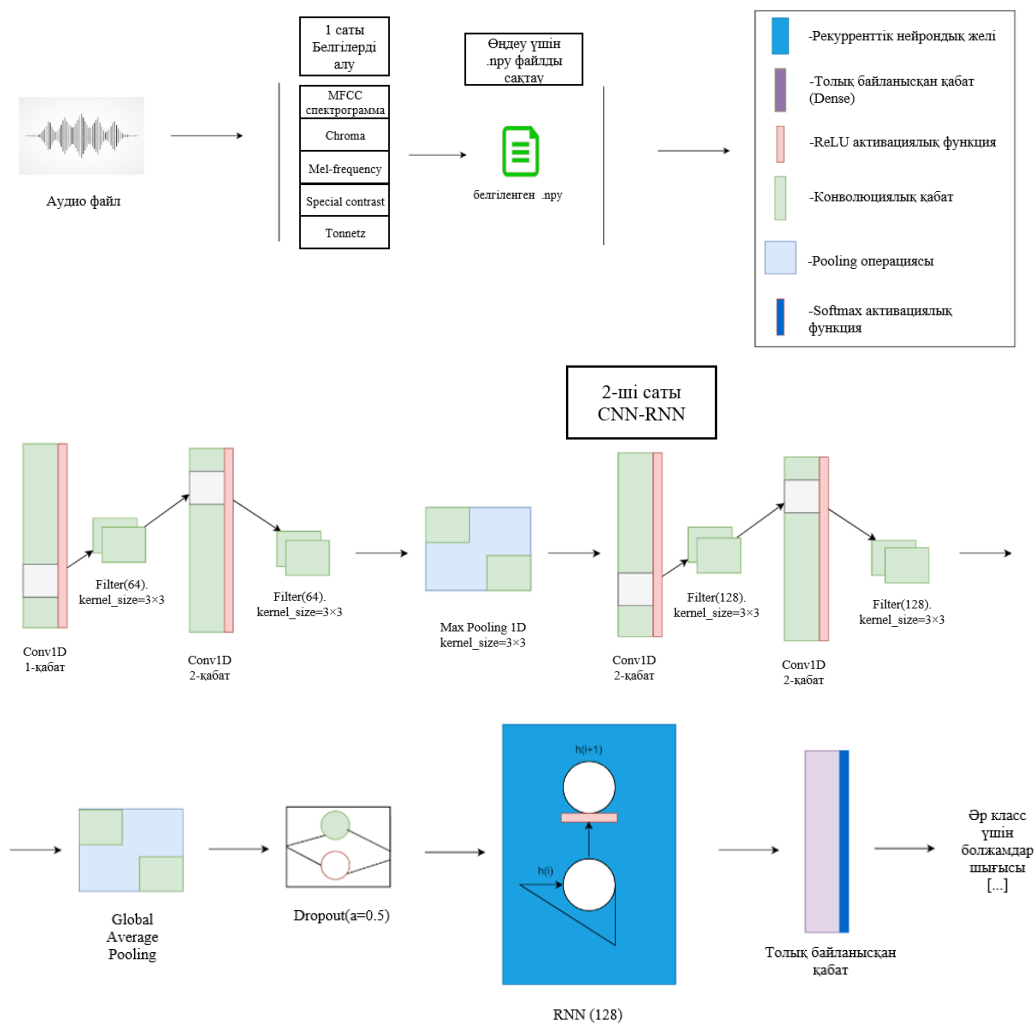 Аудио файл
1 саты
Белгілерді
алу
MFCC
спектрограмма
Chroma
Mel-frequency
Special contrast
Tonnetz
Өңдеу үшін
.npy файлды
сақтау
белгіленген .npy
-Рекурренттік нейрондық желі
-Толық байланысқан қабат
(Dense)
-ReLU активациялық функция
-Конволюциялық қабат
-Pooling операциясы
-Softmax активациялық
функция
2-ші саты
CNN-RNN
Conv1D
1-қабат
Filter(64).
kernel_size=3×3
Conv1D
2-қабат
Filter(64).
kernel_size=3×3
Max Pooling 1D
kernel_size=3×3
Conv1D
2-қабат
Filter(128).
kernel_size=3×3
Conv1D
2-қабат
Filter(128).
kernel_size=3×3
Global
Average
Pooling
Dropout(a=0.5)
h(i+1)
h(i)
RNN (128)
Толық байланысқан
қабат
Әр класс
үшін
болжамдар
шығысы
[...]